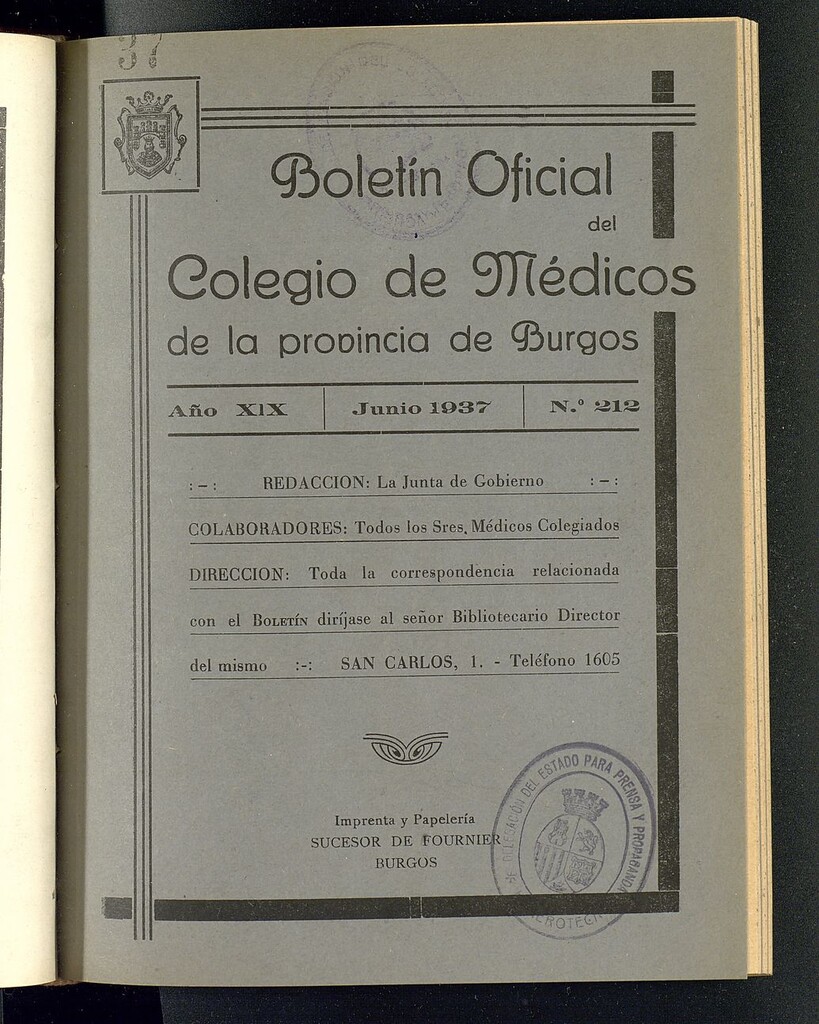 37
Boletín Oficial
del
Colegio de Médicos
de la provincia de Burgos
Año XIX Junio 1937 N.º 212
:-: REDACCION: La Junta de Gobierno :-:
COLABORADORES: Todos los Sres. Médicos Colegiados
DIRECCION: Toda la correspondencia relacionada
con el BOLETÍN diríjase al señor Bibliotecario Director
del mismo :-: SAN CARLOS, 1. - Teléfono 1605
Imprenta y Papelería
SUCESOR DE FOURNIER
BURGOS
DELEGACIÓN DEL ESTADO PARA PRENSA Y PROPAGANDA